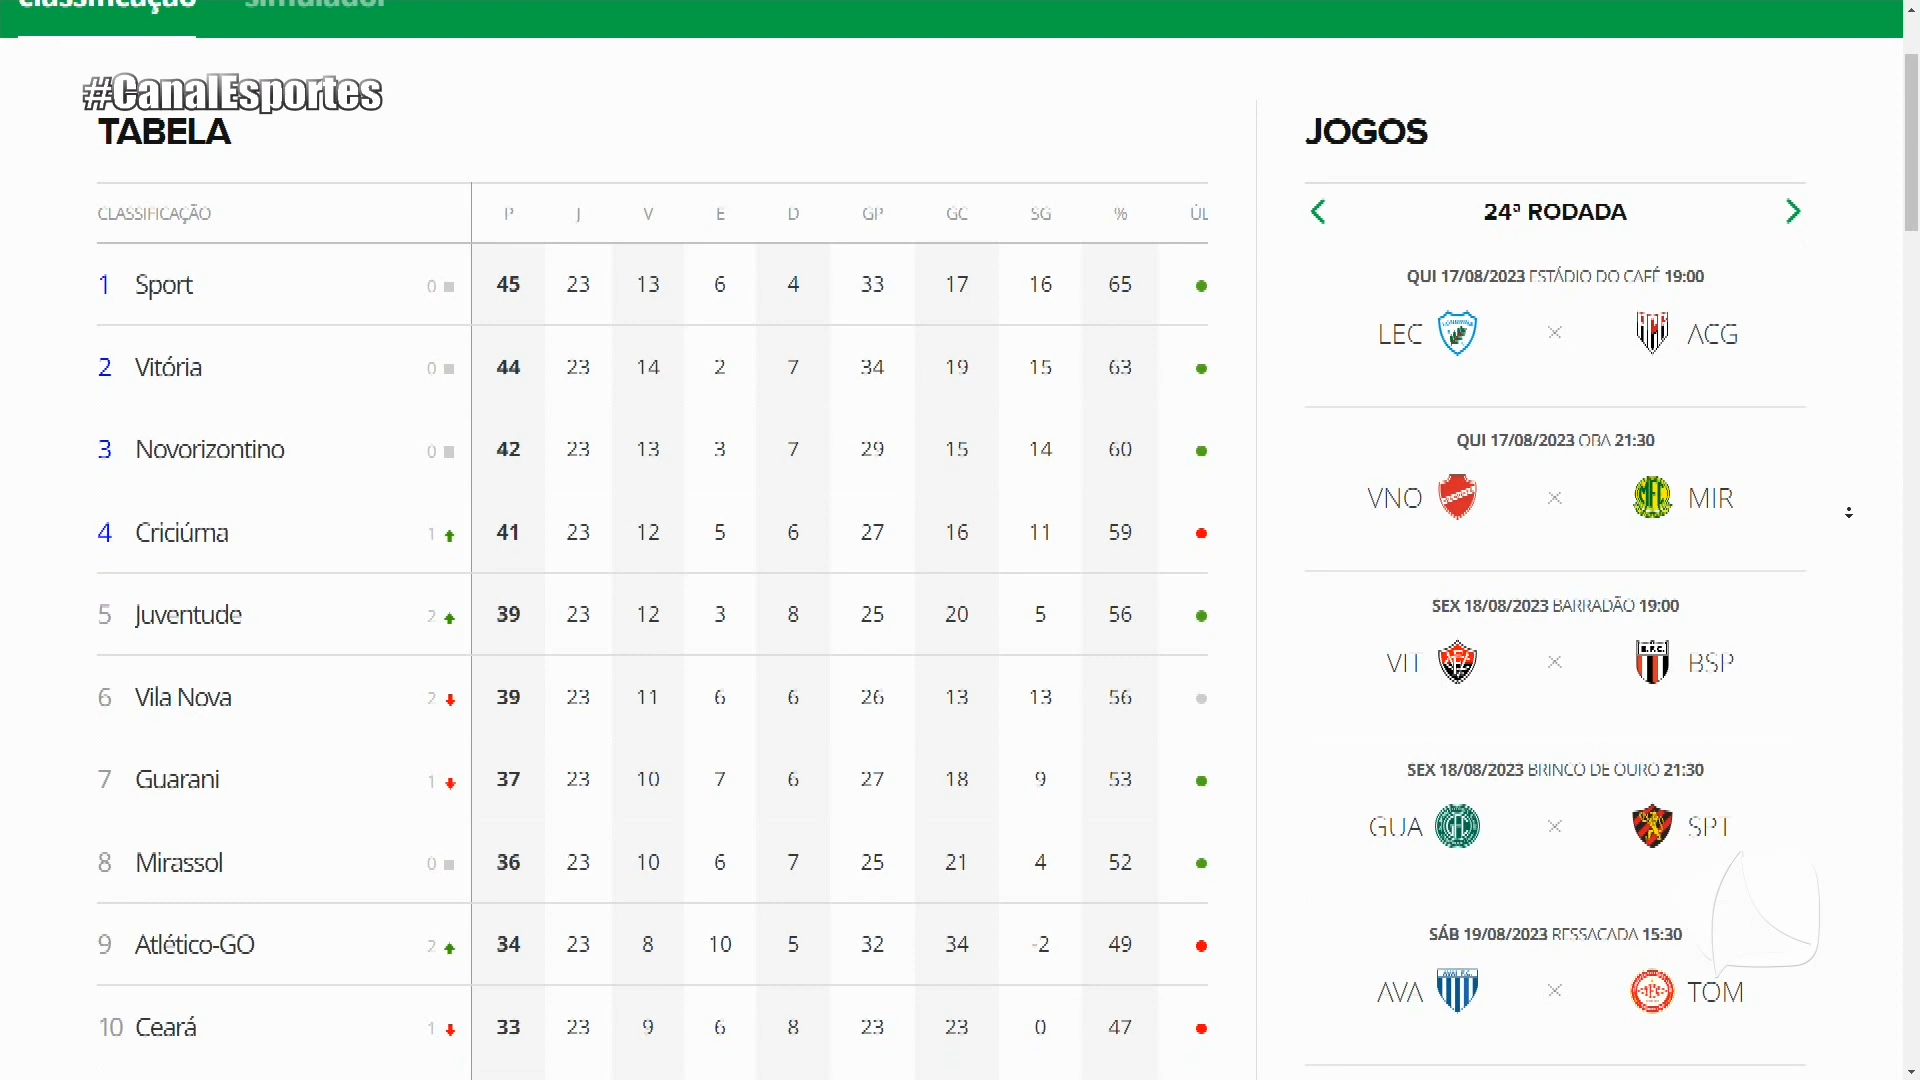 classificação simulador
#CanalEsportes
TABELA
CLASSIFICAÇÃO P J V E D GP GC SG % ÚL
1 Sport 0 45 23 13 6 4 33 17 16 65
2 Vitória 0 44 23 14 2 7 34 19 15 63
3 Novorizontino 0 42 23 13 3 7 29 15 14 60
4 Criciúma 1 41 23 12 5 6 27 16 11 59
5 Juventude 2 39 23 12 3 8 25 20 5 56
6 Vila Nova 2 39 23 11 6 6 26 13 13 56
7 Guarani 1 37 23 10 7 6 27 18 9 53
8 Mirassol 0 36 23 10 6 7 25 21 4 52
9 Atlético-GO 2 34 23 8 10 5 32 34 -2 49
10 Ceará 1 33 23 9 6 8 23 23 0 47
JOGOS
24ª RODADA
QUI 17/08/2023 ESTÁDIO DO CAFÉ 19:00
LEC × ACG
QUI 17/08/2023 OBA 21:30
VNO × MIR
SEX 18/08/2023 BARRADÃO 19:00
VIT × BSP
SEX 18/08/2023 BRINCO DE OURO 21:30
GUA × SPT
SÁB 19/08/2023 RESSACADA 15:30
AVA × TOM